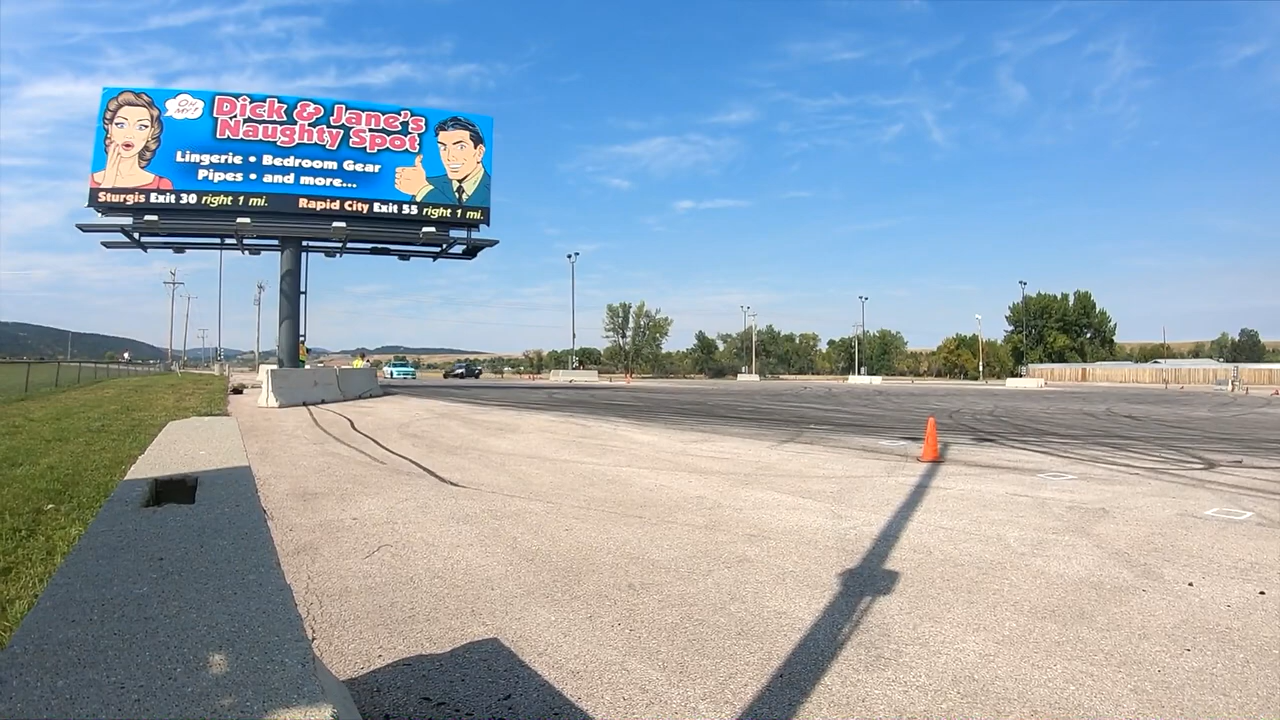 OH MY!
Dick & Jane's
Naughty Spot
Lingerie • Bedroom Gear
Pipes • and more...
Sturgis Exit 30 right 1 mi. Rapid City Exit 55 right 1 mi.